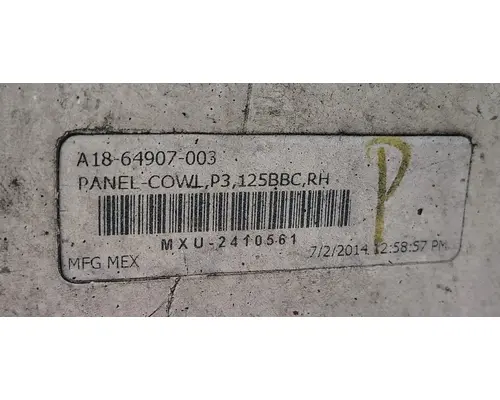 A18-64907-003
PANEL-COWL,P3,125BBC,RH
MXU-2410561
MFG MEX
7/2/2014 12:58:57 PM
P